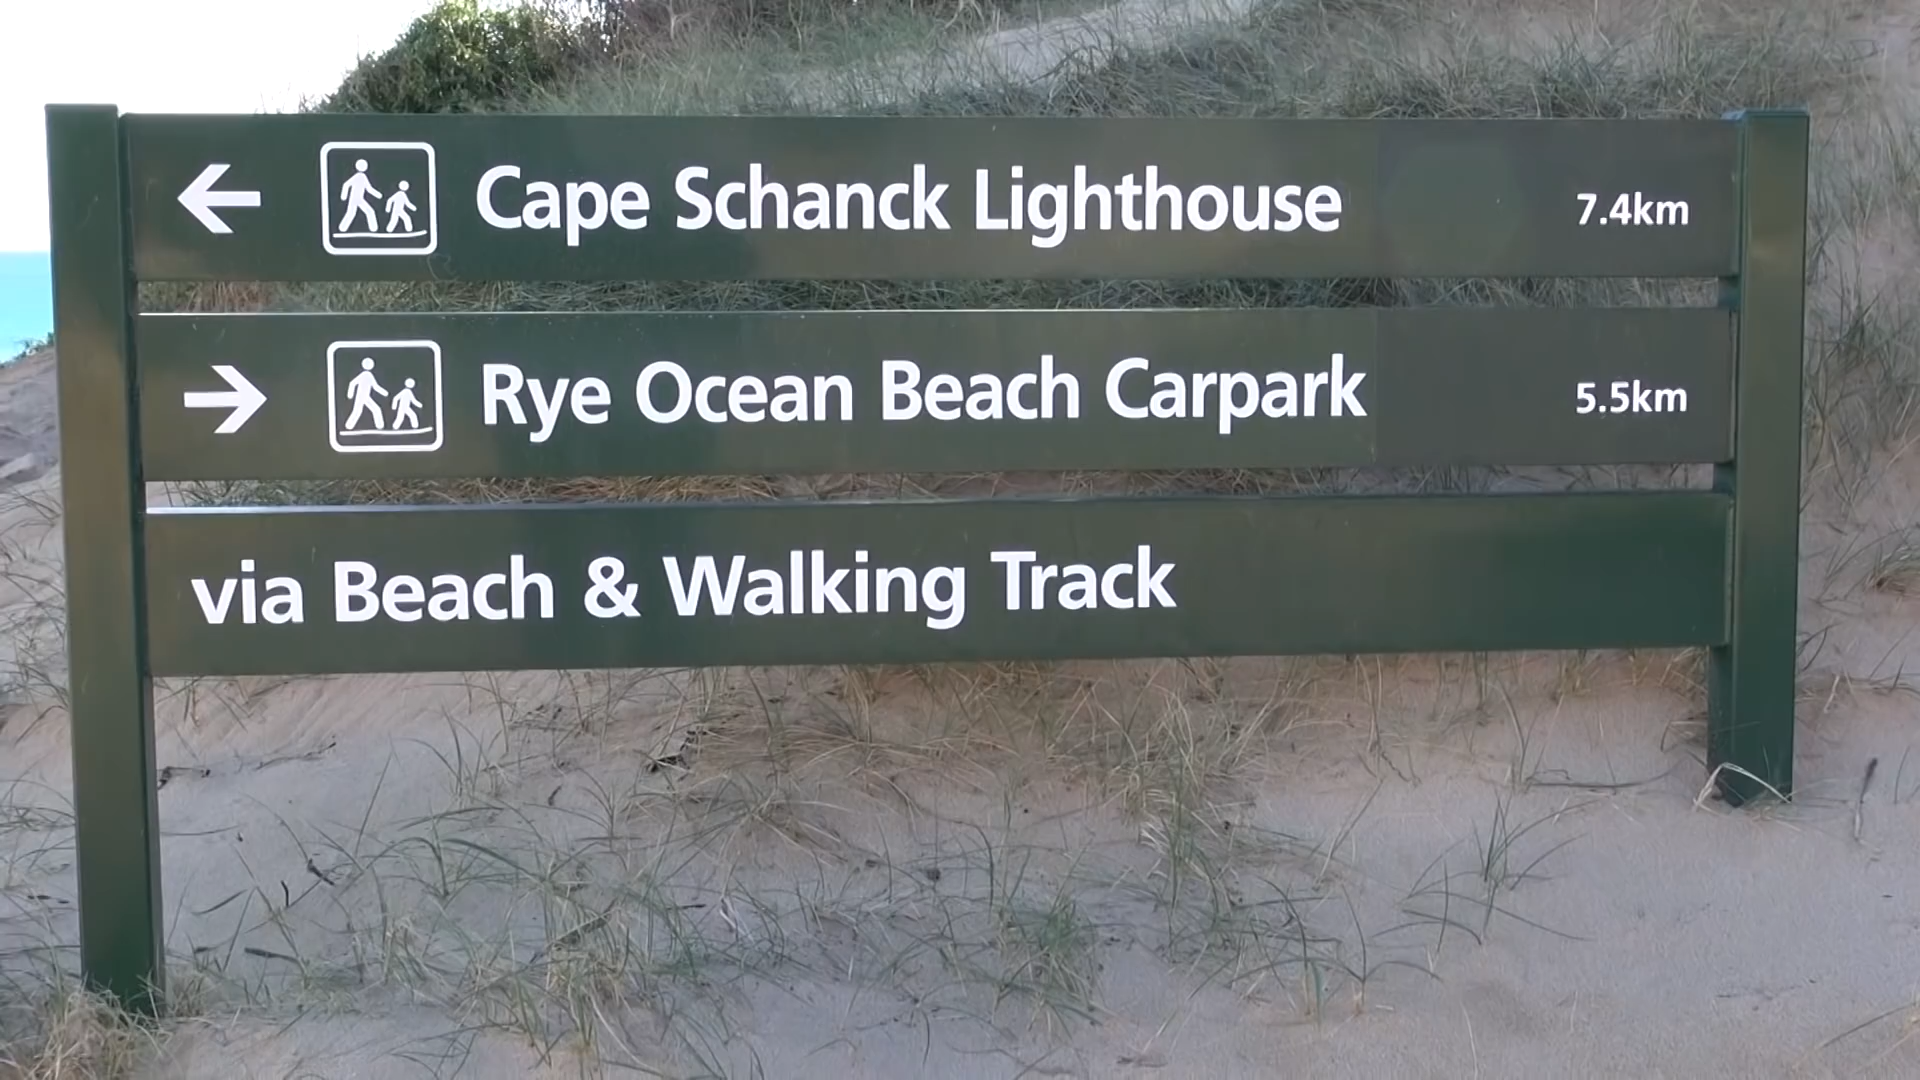 Cape Schanck Lighthouse 7.4km
Rye Ocean Beach Carpark 5.5km
via Beach & Walking Track